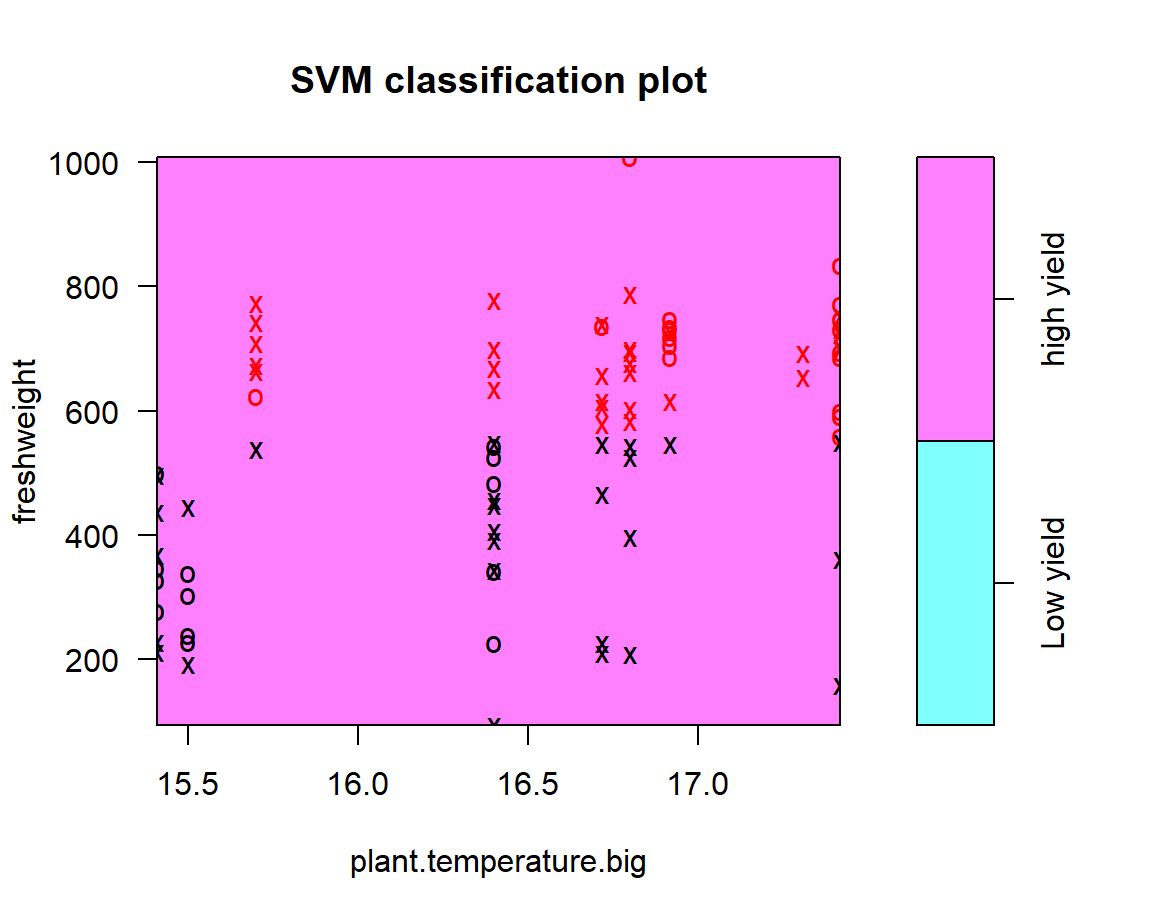 SVM classification plot
1000
800
600
400
200
freshweight
15.5 16.0 16.5 17.0
plant.temperature.big
high yield
Low yield